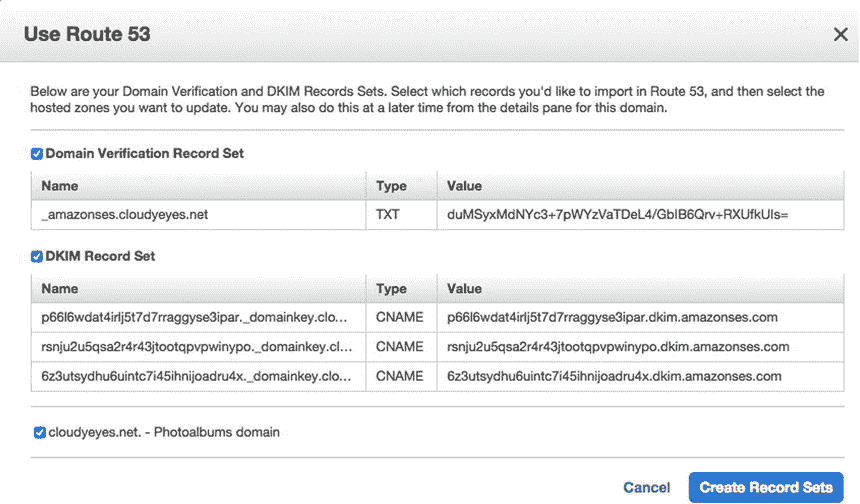 Use Route 53
Below are your Domain Verification and DKIM Records Sets. Select which records you'd like to import in Route 53, and then select the
hosted zones you want to update. You may also do this at a later time from the details pane for this domain.
Domain Verification Record Set
Name Type Value
_amazonses.cloudyeyes.net TXT duMSyxMdNYc3+7pWYzVaTDeL4/GbIB6Qrv+RXUfkUIs=
DKIM Record Set
Name Type Value
p66l6wdat4irlj5t7d7rraggyse3ipar._domainkey.clo... CNAME p66l6wdat4irlj5t7d7rraggyse3ipar.dkim.amazonses.com
rsnju2u5qsa2r4r43jtootqpvpwinypo._domainkey.cl... CNAME rsnju2u5qsa2r4r43jtootqpvpwinypo.dkim.amazonses.com
6z3utsydhu6uintc7i45ihnijoadru4x._domainkey.clo... CNAME 6z3utsydhu6uintc7i45ihnijoadru4x.dkim.amazonses.com
cloudyeyes.net. - Photoalbums domain
Cancel Create Record Sets